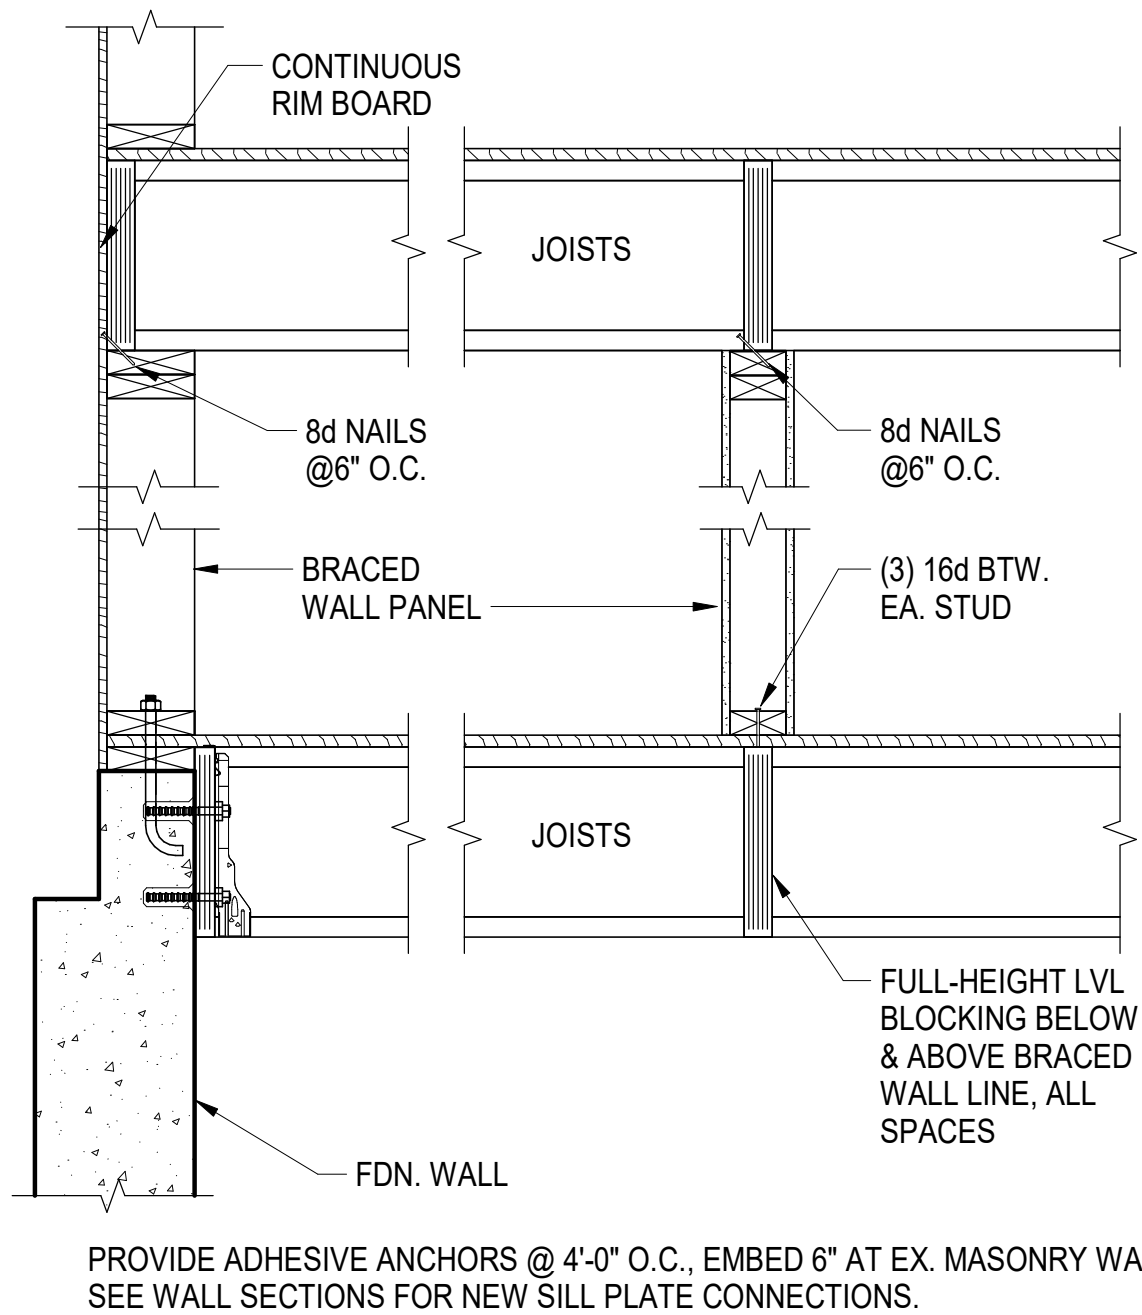 CONTINUOUS
RIM BOARD
JOISTS
8d NAILS
@6" O.C.
8d NAILS
@6" O.C.
BRACED
WALL PANEL
(3) 16d BTW.
EA. STUD
JOISTS
FULL-HEIGHT LVL
BLOCKING BELOW
& ABOVE BRACED
WALL LINE, ALL
SPACES
FDN. WALL
PROVIDE ADHESIVE ANCHORS @ 4'-0" O.C., EMBED 6" AT EX. MASONRY WA
SEE WALL SECTIONS FOR NEW SILL PLATE CONNECTIONS.